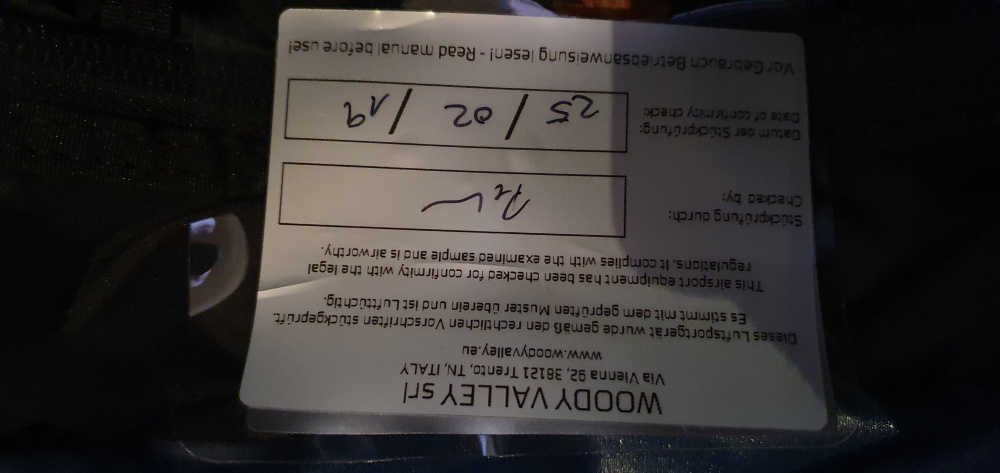 WOODY VALLEY srl
Via Vienna 92, 38121 Trento, TN, ITALY
www.woodyvalley.eu
Dieses Luftsportgerät wurde gemäß den rechtlichen Vorschriften stückgeprüft.
Es stimmt mit dem geprüften Muster überein und ist Lufttüchtig.
This airsport equipment has been checked for confirmity with the legal
regulations. It complies with the examined sample and is airworthy.
Stückprüfung durch:
Checked by:
Datum der Stückprüfung:
Date of confirmity check:
25 / 02 / 19
Vor Gebrauch Betriebsanweisung lesen! - Read manual before use!